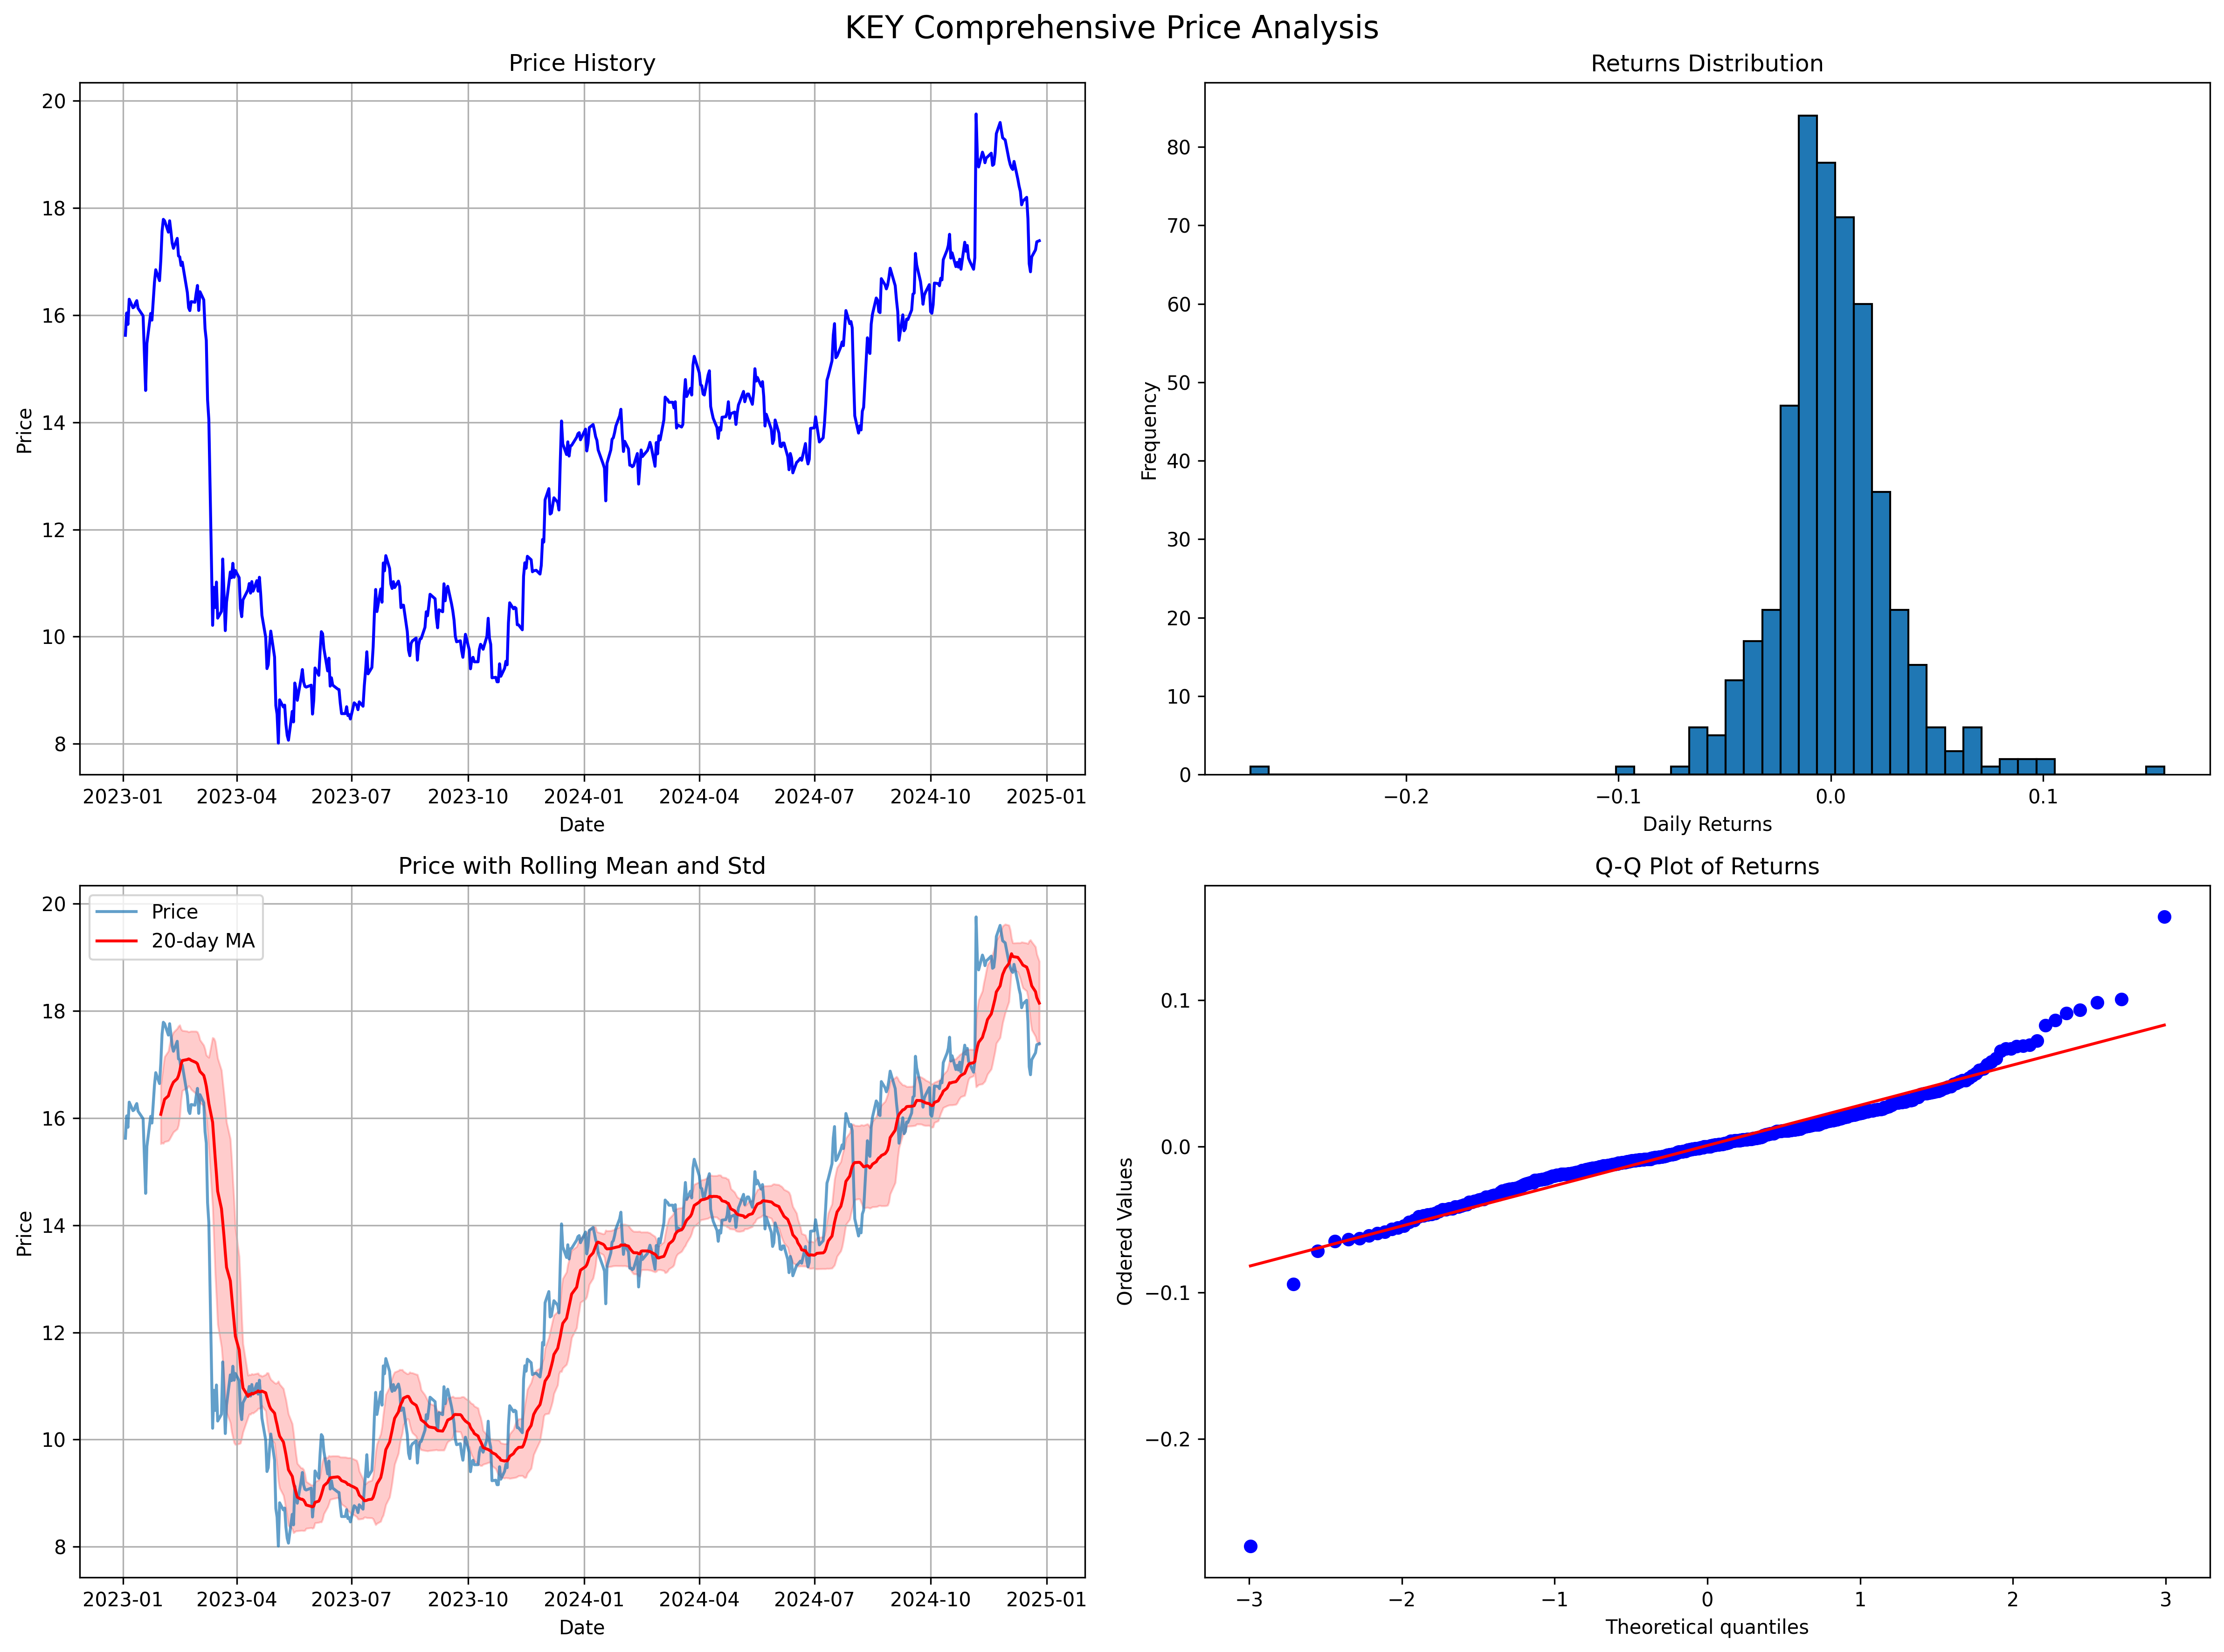 KEY Comprehensive Price Analysis
Price History
20
18
16
14
12
10
8
Price
2023-01 2023-04 2023-07 2023-10 2024-01 2024-04 2024-07 2024-10 2025-01
Date
Returns Distribution
80
70
60
50
40
30
20
10
0
Frequency
−0.2 −0.1 0.0 0.1
Daily Returns
Price with Rolling Mean and Std
Price
20-day MA
20
18
16
14
12
10
8
Price
2023-01 2023-04 2023-07 2023-10 2024-01 2024-04 2024-07 2024-10 2025-01
Date
Q-Q Plot of Returns
0.1
0.0
−0.1
−0.2
Ordered Values
−3 −2 −1 0 1 2 3
Theoretical quantiles